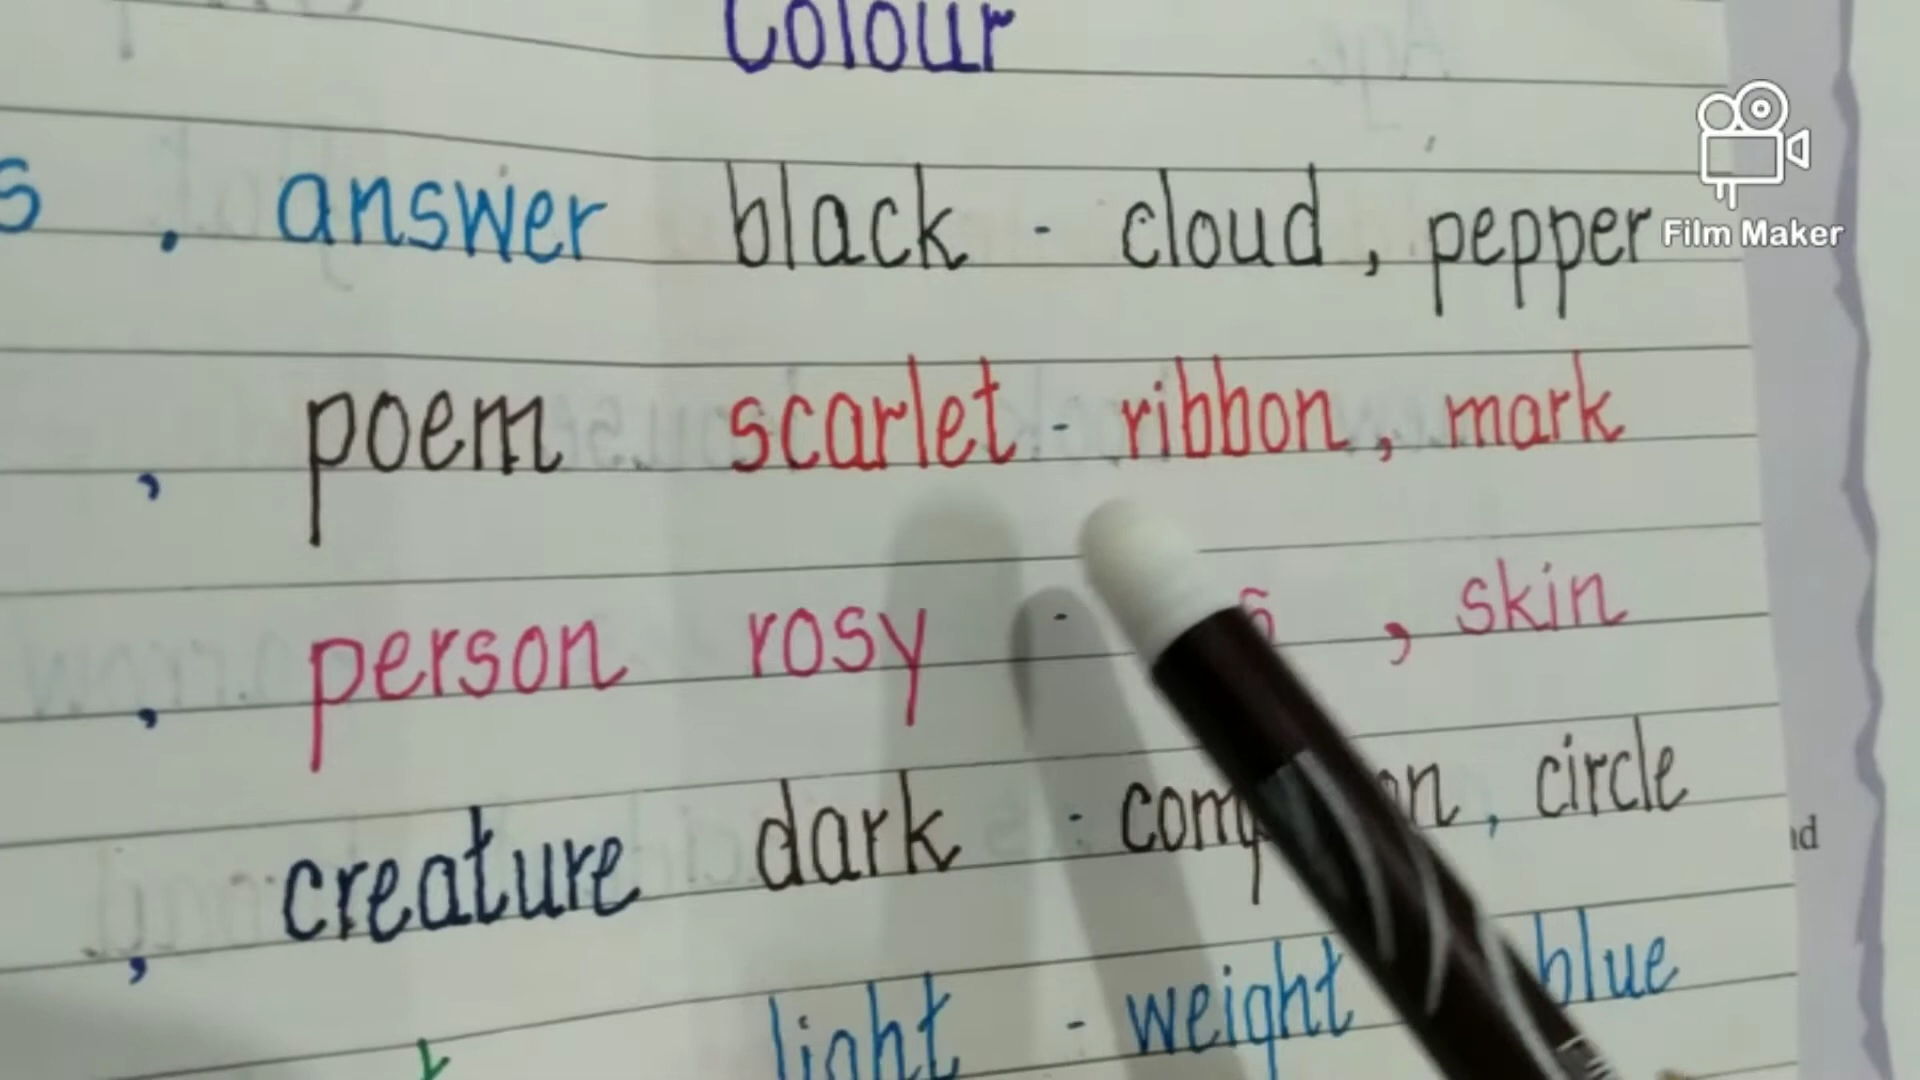 Colour
answer black - cloud, pepper
Film Maker
, poem scarlet - ribbon, mark
, person rosy - , skin
, creature dark - , circle
light - weight blue